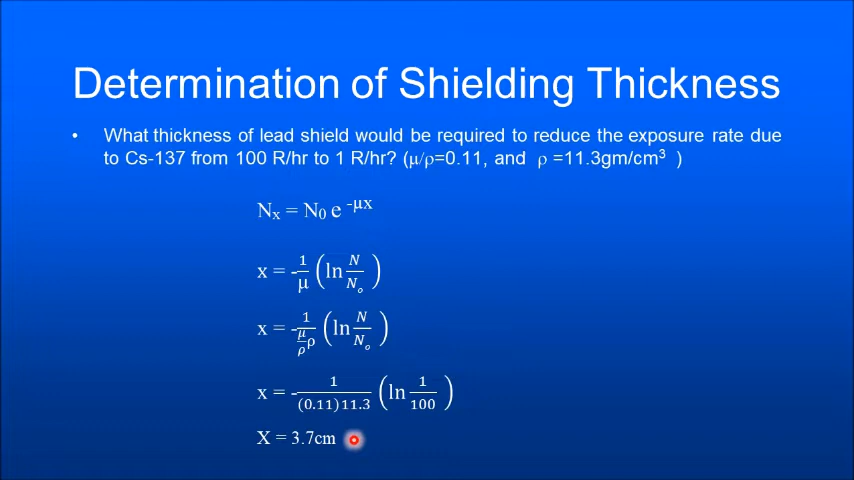 Determination of Shielding Thickness
• What thickness of lead shield would be required to reduce the exposure rate due
to Cs-137 from 100 R/hr to 1 R/hr? (μ/ρ=0.11, and ρ =11.3gm/cm³ )
Nₓ = N₀ e ^-μx
x = -1/μ (ln N/Nₒ)
x = -1/(μ/ρ ρ) (ln N/Nₒ)
x = -1/((0.11)11.3) (ln 1/100)
X = 3.7cm